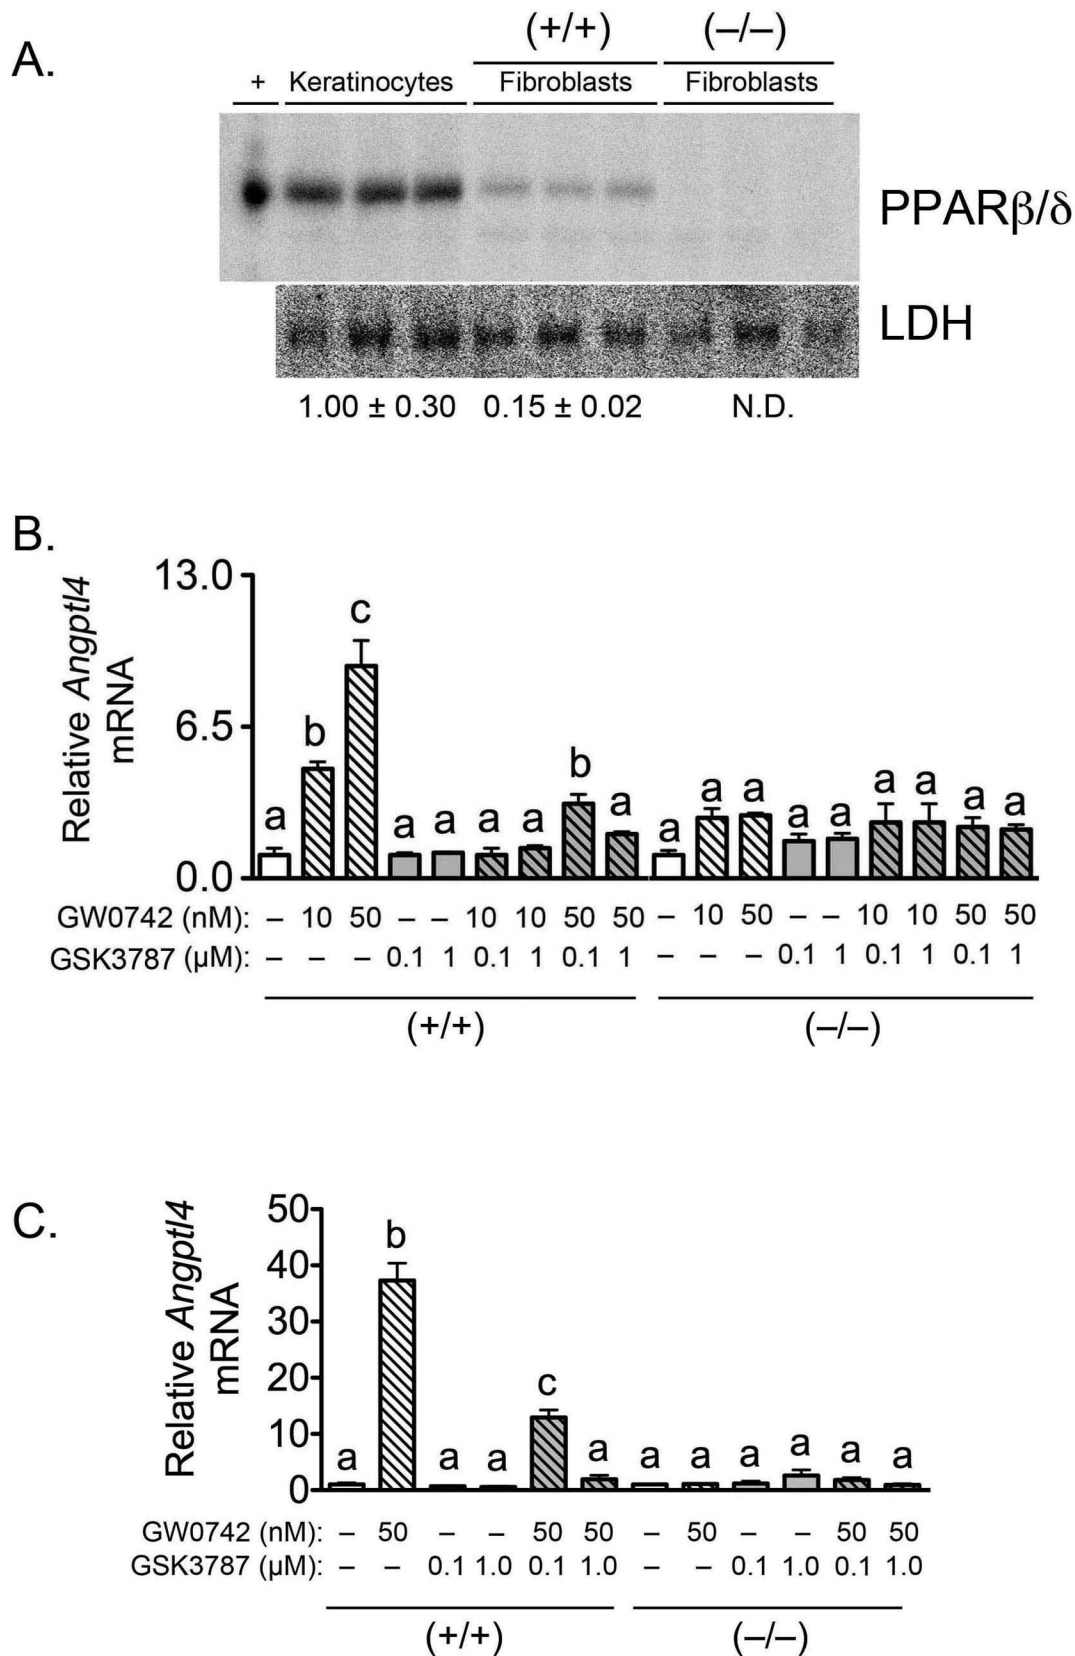 A.
(+/+) (–/–)
+ Keratinocytes Fibroblasts Fibroblasts
PPARβ/δ
LDH
1.00 ± 0.30 0.15 ± 0.02 N.D.
B.
Relative Angptl4
mRNA
13.0
6.5
0.0
a b c a a a a b a a a a a a a a a a
GW0742 (nM): – 10 50 – – 10 10 50 50 – 10 50 – – 10 10 50 50
GSK3787 (µM): – – – 0.1 1 0.1 1 0.1 1 – – – 0.1 1 0.1 1 0.1 1
(+/+) (–/–)
C.
Relative Angptl4
mRNA
50
40
30
20
10
0
a b a a c a a a a a a a
GW0742 (nM): – 50 – – 50 50 – 50 – – 50 50
GSK3787 (µM): – – 0.1 1.0 0.1 1.0 – – 0.1 1.0 0.1 1.0
(+/+) (–/–)